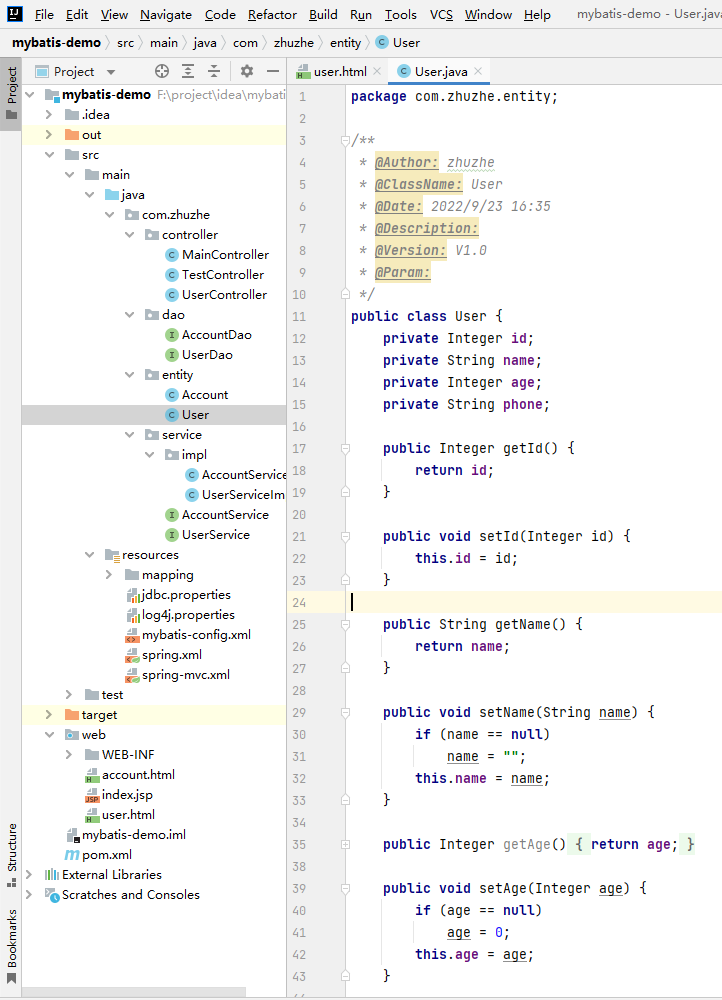 File Edit View Navigate Code Refactor Build Run Tools VCS Window Help mybatis-demo - User.java
mybatis-demo src main java com zhuzhe entity User
Project
Structure
Bookmarks
Project
mybatis-demo F:\project\idea\mybati
.idea
out
src
main
java
com.zhuzhe
controller
MainController
TestController
UserController
dao
AccountDao
UserDao
entity
Account
User
service
impl
AccountService
UserServiceIm
AccountService
UserService
resources
mapping
jdbc.properties
log4j.properties
mybatis-config.xml
spring.xml
spring-mvc.xml
test
target
web
WEB-INF
account.html
index.jsp
user.html
mybatis-demo.iml
pom.xml
External Libraries
Scratches and Consoles
user.html User.java
1 package com.zhuzhe.entity;
2
3 /**
4 * @Author: zhuzhe
5 * @ClassName: User
6 * @Date: 2022/9/23 16:35
7 * @Description:
8 * @Version: V1.0
9 * @Param:
10 */
11 public class User {
12 private Integer id;
13 private String name;
14 private Integer age;
15 private String phone;
16
17 public Integer getId() {
18 return id;
19 }
20
21 public void setId(Integer id) {
22 this.id = id;
23 }
24
25 public String getName() {
26 return name;
27 }
28
29 public void setName(String name) {
30 if (name == null)
31 name = "";
32 this.name = name;
33 }
34
35 public Integer getAge() { return age; }
38
39 public void setAge(Integer age) {
40 if (age == null)
41 age = 0;
42 this.age = age;
43 }